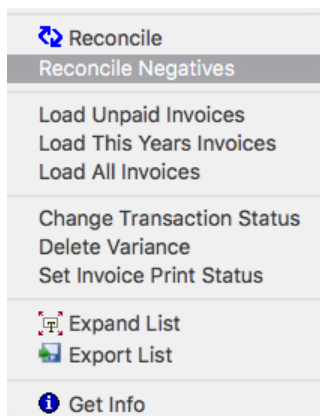 Reconcile
Reconcile Negatives
Load Unpaid Invoices
Load This Years Invoices
Load All Invoices
Change Transaction Status
Delete Variance
Set Invoice Print Status
Expand List
Export List
Get Info